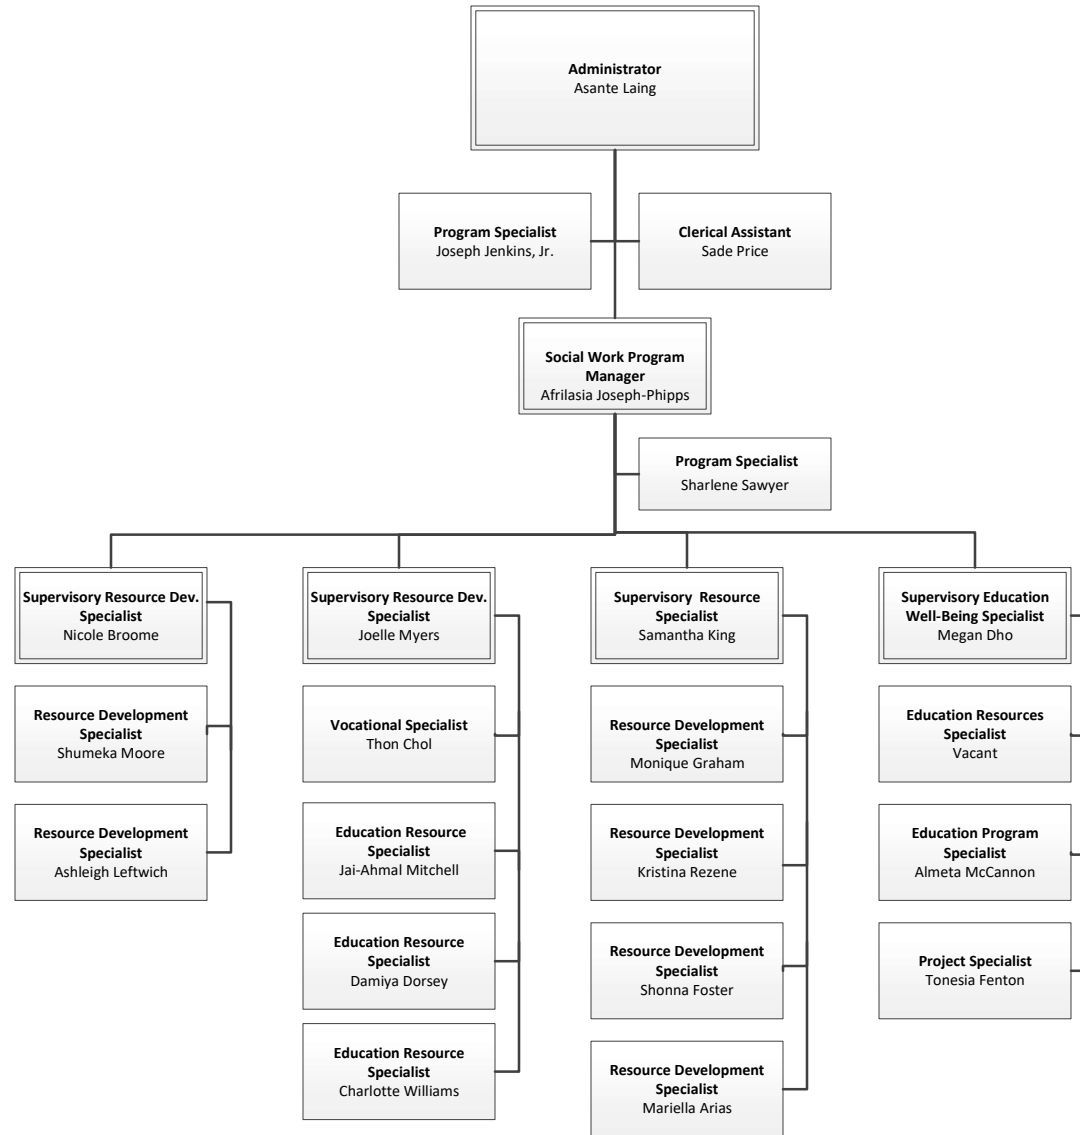 Administrator
Asante Laing
Program Specialist
Joseph Jenkins, Jr.
Clerical Assistant
Sade Price
Social Work Program
Manager
Afrilasia Joseph-Phipps
Program Specialist
Sharlene Sawyer
Supervisory Resource Dev.
Specialist
Nicole Broome
Resource Development
Specialist
Shumeka Moore
Resource Development
Specialist
Ashleigh Leftwich
Supervisory Resource Dev.
Specialist
Joelle Myers
Vocational Specialist
Thon Chol
Education Resource
Specialist
Jai-Ahmal Mitchell
Education Resource
Specialist
Damiya Dorsey
Education Resource
Specialist
Charlotte Williams
Supervisory Resource
Specialist
Samantha King
Resource Development
Specialist
Monique Graham
Resource Development
Specialist
Kristina Rezene
Resource Development
Specialist
Shonna Foster
Resource Development
Specialist
Mariella Arias
Supervisory Education
Well-Being Specialist
Megan Dho
Education Resources
Specialist
Vacant
Education Program
Specialist
Almeta McCannon
Project Specialist
Tonesia Fenton